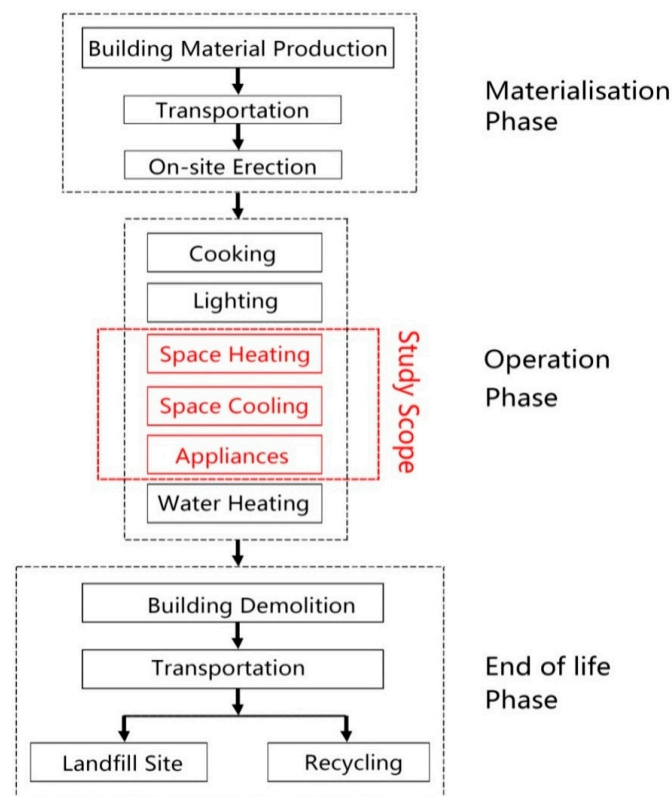 Building Material Production
Transportation
On-site Erection
Materialisation
Phase
Cooking
Lighting
Space Heating
Space Cooling
Appliances
Water Heating
Study Scope
Operation
Phase
Building Demolition
Transportation
Landfill Site
Recycling
End of life
Phase